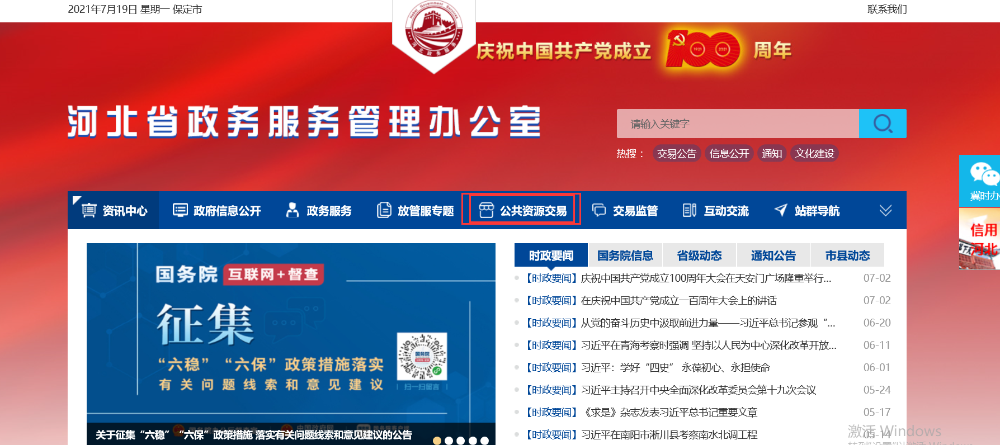 2021年7月19日 星期一 保定市
联系我们
Hebei Government Services
河北政务服务
庆祝中国共产党成立 100 周年
1921 2021
河北省政务服务管理办公室
请输入关键字
热搜： 交易公告 信息公开 通知 文化建设
冀时办
信用
河北
资讯中心 政府信息公开 政务服务 放管服专题 公共资源交易 交易监管 互动交流 站群导航
国务院 互联网+督查
征集
“六稳” “六保” 政策措施落实
有关问题线索和意见建议
国务院
扫一扫留言
关于征集“六稳” “六保” 政策措施 落实有关问题线索和意见建议的公告
时政要闻 国务院信息 省级动态 通知公告 市县动态
【时政要闻】庆祝中国共产党成立100周年大会在天安门广场隆重举行... 07-02
【时政要闻】在庆祝中国共产党成立一百周年大会上的讲话 07-02
【时政要闻】从党的奋斗历史中汲取前进力量——习近平总书记参观“... 06-20
【时政要闻】习近平在青海考察时强调 坚持以人民为中心深化改革开放... 06-11
【时政要闻】习近平：学好“四史” 永葆初心、永担使命 06-01
【时政要闻】习近平主持召开中央全面深化改革委员会第十九次会议 05-24
【时政要闻】《求是》杂志发表习近平总书记重要文章 05-17
【时政要闻】习近平在南阳市淅川县考察南水北调工程 05-14
激活 Windows